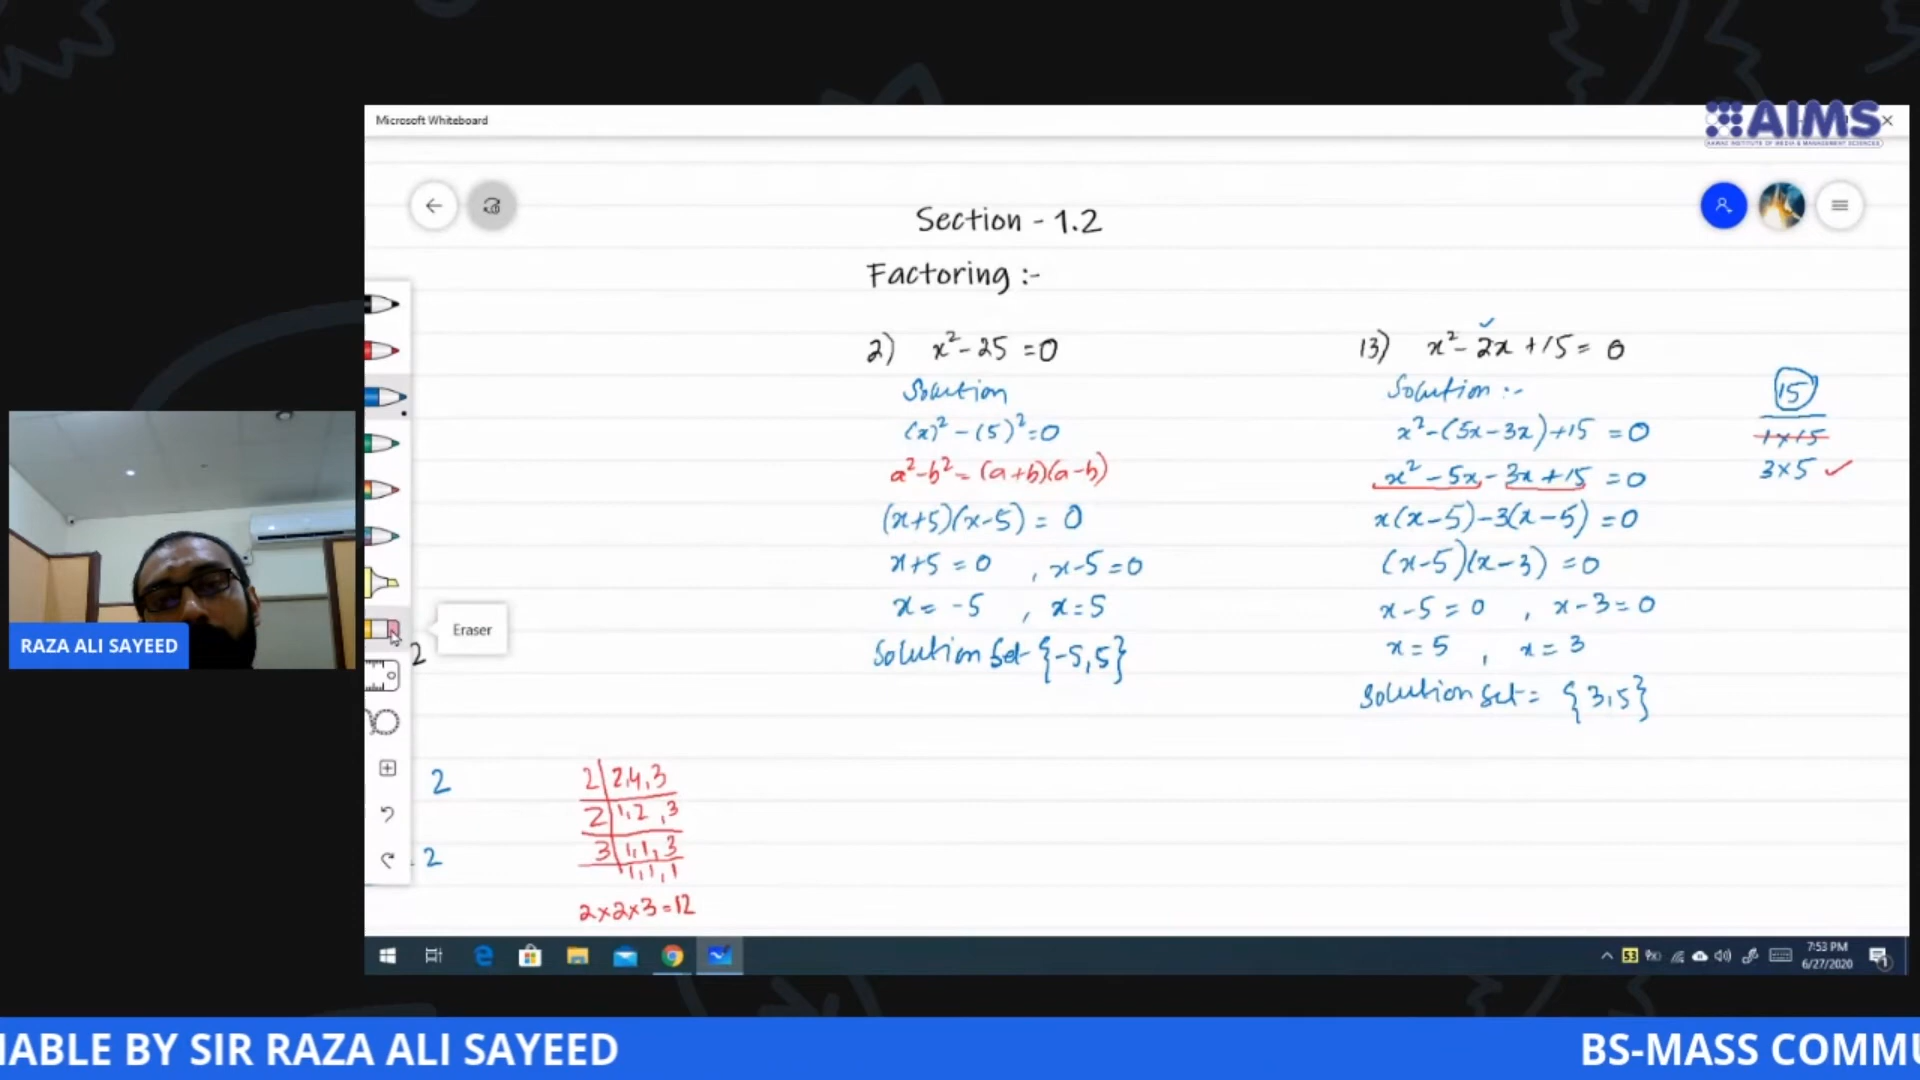 AIMS
Microsoft Whiteboard
Section - 1.2
Factoring :-
2) x² - 25 = 0
Solution
(x)² - (5)² = 0
a² - b² = (a+b)(a-b)
(x+5)(x-5) = 0
x+5 = 0 , x-5 = 0
x = -5 , x = 5
Solution Set {-5,5}
13) x² - 2x + 15 = 0
Solution :-
x² - (5x - 3x) + 15 = 0
x² - 5x - 3x + 15 = 0
x(x-5) - 3(x-5) = 0
(x-5)(x-3) = 0
x-5 = 0 , x-3 = 0
x = 5 , x = 3
Solution Set = {3,5}
15
1 x 15
3 x 5 ✓
Eraser
2
2
2
2 | 2,4,3
2 | 1,2,3
3 | 1,1,3
1,1,1
2x2x3=12
RAZA ALI SAYEED
53
7:53 PM
6/27/2020
IABLE BY SIR RAZA ALI SAYEED
BS-MASS COMMU